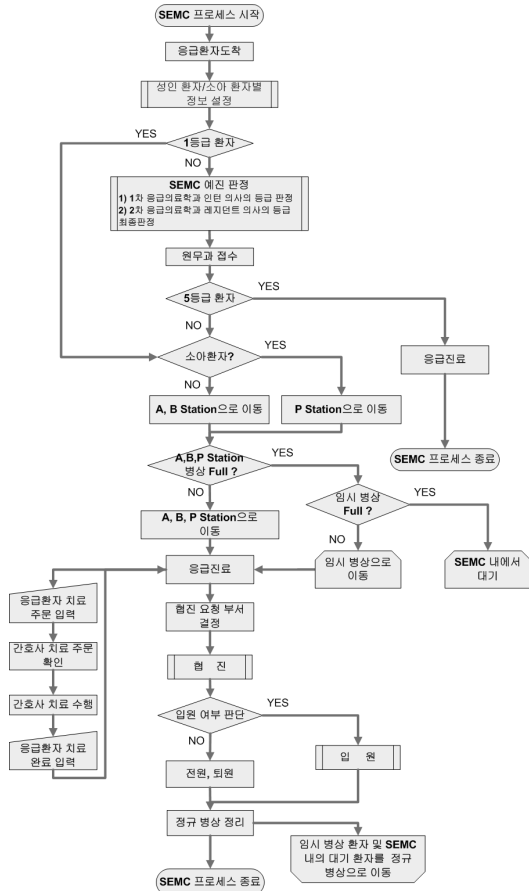 SEMC 프로세스 시작
응급환자도착
성인 환자/소아 환자별
정보 설정
YES
1등급 환자
NO
SEMC 예진 판정
1) 1차 응급의료학과 인턴 의사의 등급 판정
2) 2차 응급의료학과 레지던트 의사의 등급
최종판정
원무과 접수
5등급 환자
YES
NO
소아환자?
YES
응급진료
NO
A, B Station으로 이동
P Station으로 이동
SEMC 프로세스 종료
A,B,P Station
병상 Full ?
YES
NO
임시 병상
Full ?
YES
A, B, P Station으로
이동
NO
임시 병상으로
이동
SEMC 내에서
대기
응급진료
응급환자 치료
주문 입력
협진 요청 부서
결정
간호사 치료 주문
확인
협 진
간호사 치료 수행
입원 여부 판단
YES
NO
응급환자 치료
완료 입력
전원, 퇴원
입 원
정규 병상 정리
임시 병상 환자 및 SEMC
내의 대기 환자를 정규
병상으로 이동
SEMC 프로세스 종료